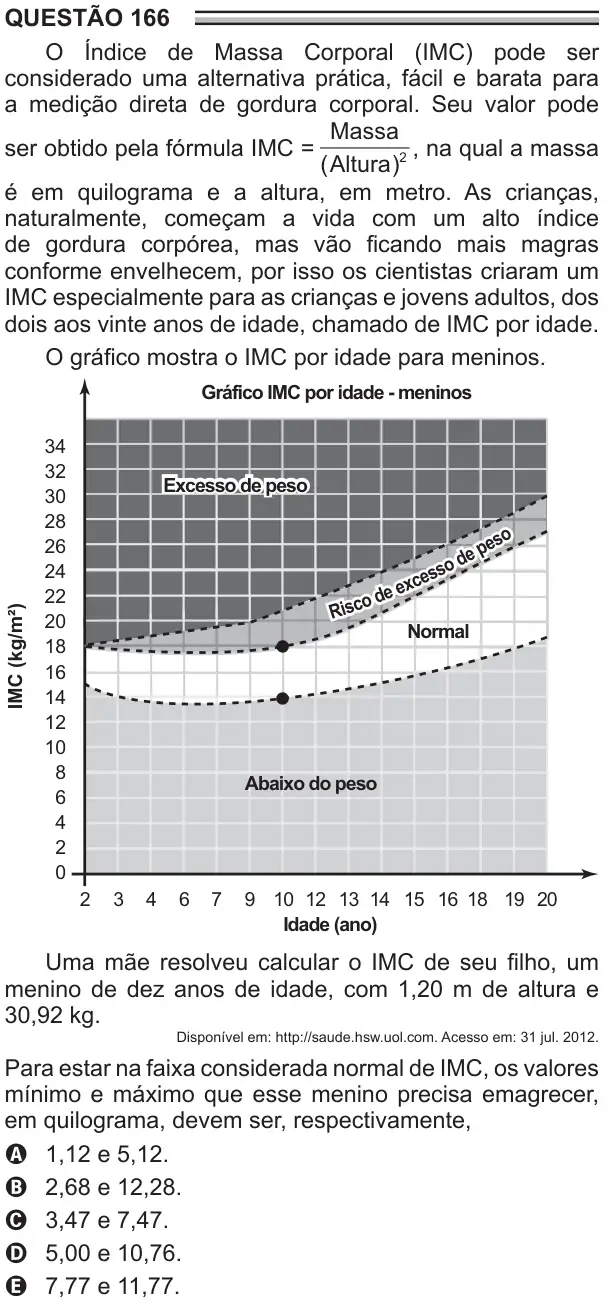 QUESTÃO 166
O Índice de Massa Corporal (IMC) pode ser
considerado uma alternativa prática, fácil e barata para
a medição direta de gordura corporal. Seu valor pode
ser obtido pela fórmula IMC = Massa / (Altura)², na qual a massa
é em quilograma e a altura, em metro. As crianças,
naturalmente, começam a vida com um alto índice
de gordura corpórea, mas vão ficando mais magras
conforme envelhecem, por isso os cientistas criaram um
IMC especialmente para as crianças e jovens adultos, dos
dois aos vinte anos de idade, chamado de IMC por idade.
O gráfico mostra o IMC por idade para meninos.
Gráfico IMC por idade - meninos
34
32
30
28
26
24
22
20
18
16
14
12
10
8
6
4
2
0
IMC (kg/m²)
Excesso de peso
Risco de excesso de peso
Normal
Abaixo do peso
2 3 4 6 7 9 10 12 13 14 15 16 18 19 20
Idade (ano)
Uma mãe resolveu calcular o IMC de seu filho, um
menino de dez anos de idade, com 1,20 m de altura e
30,92 kg.
Disponível em: http://saude.hsw.uol.com. Acesso em: 31 jul. 2012.
Para estar na faixa considerada normal de IMC, os valores
mínimo e máximo que esse menino precisa emagrecer,
em quilograma, devem ser, respectivamente,
A 1,12 e 5,12.
B 2,68 e 12,28.
C 3,47 e 7,47.
D 5,00 e 10,76.
E 7,77 e 11,77.